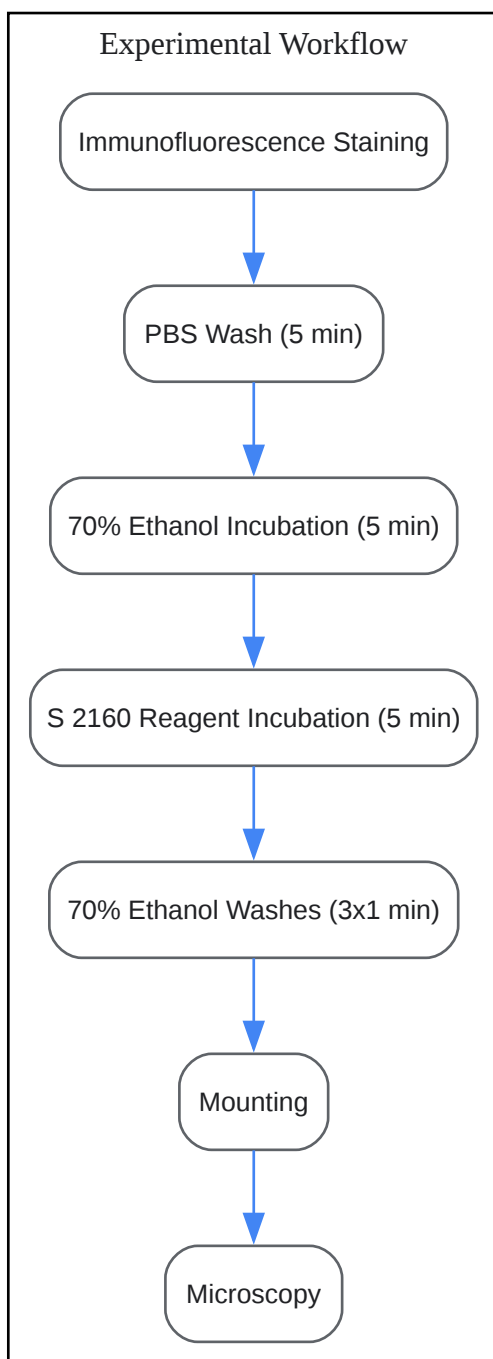 Experimental Workflow
Immunofluorescence Staining
PBS Wash (5 min)
70% Ethanol Incubation (5 min)
S 2160 Reagent Incubation (5 min)
70% Ethanol Washes (3x1 min)
Mounting
Microscopy